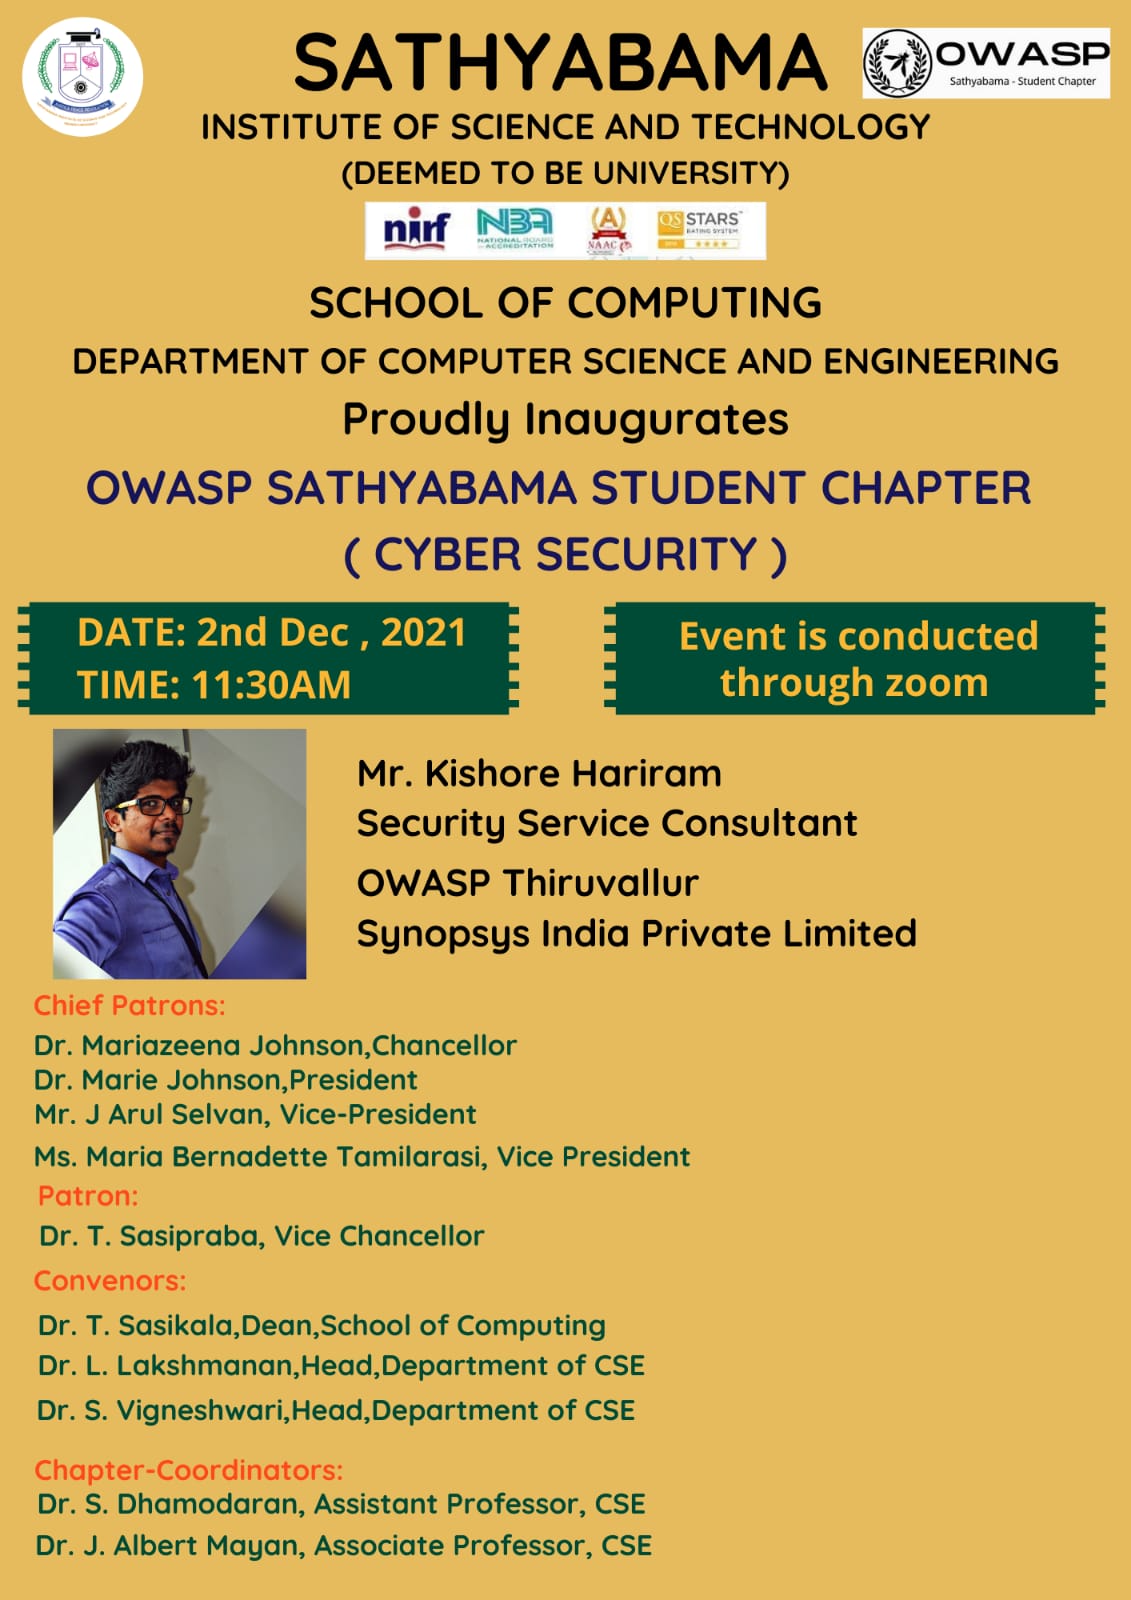 SATHYABAMA
OWASP
Sathyabama - Student Chapter
INSTITUTE OF SCIENCE AND TECHNOLOGY
(DEEMED TO BE UNIVERSITY)
nirf
NBA
NATIONAL BOARD
of ACCREDITATION
A
NAAC
QS STARS
RATING SYSTEM
SCHOOL OF COMPUTING
DEPARTMENT OF COMPUTER SCIENCE AND ENGINEERING
Proudly Inaugurates
OWASP SATHYABAMA STUDENT CHAPTER
( CYBER SECURITY )
DATE: 2nd Dec , 2021
TIME: 11:30AM
Event is conducted
through zoom
Mr. Kishore Hariram
Security Service Consultant
OWASP Thiruvallur
Synopsys India Private Limited
Chief Patrons:
Dr. Mariazeena Johnson,Chancellor
Dr. Marie Johnson,President
Mr. J Arul Selvan, Vice-President
Ms. Maria Bernadette Tamilarasi, Vice President
Patron:
Dr. T. Sasipraba, Vice Chancellor
Convenors:
Dr. T. Sasikala,Dean,School of Computing
Dr. L. Lakshmanan,Head,Department of CSE
Dr. S. Vigneshwari,Head,Department of CSE
Chapter-Coordinators:
Dr. S. Dhamodaran, Assistant Professor, CSE
Dr. J. Albert Mayan, Associate Professor, CSE